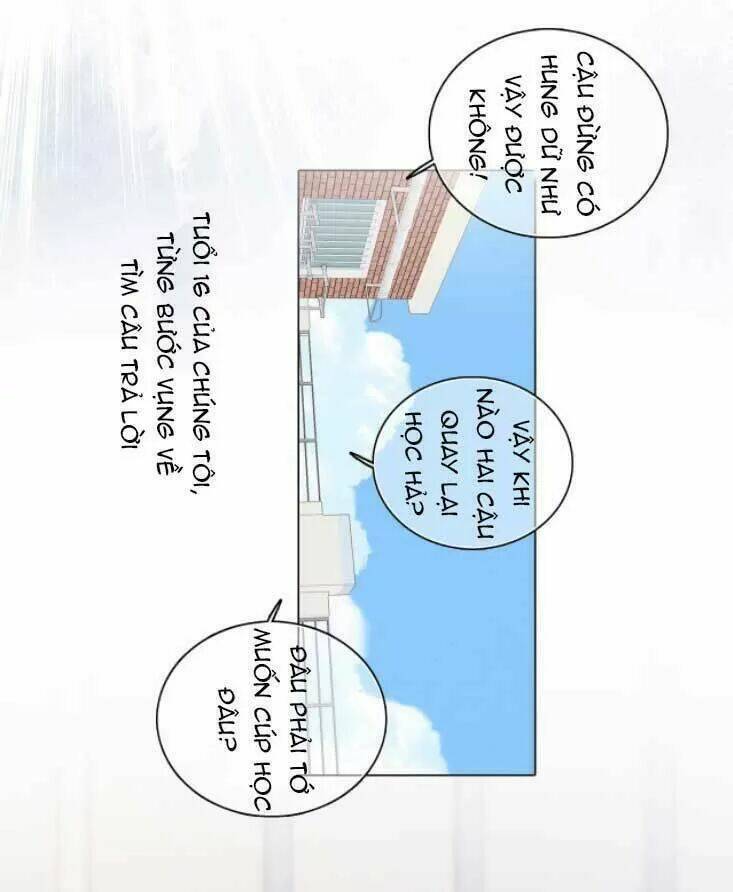 CẬU ĐỪNG CÓ
HUNG DỮ NHƯ
VẬY ĐƯỢC
KHÔNG!
VẬY KHI
NÀO HAI CẬU
QUAY LẠI
HỌC HẢ?
ĐÂU PHẢI TỚ
MUỐN CÚP HỌC
ĐÂU?
TUỔI 16 CỦA CHÚNG TÔI,
TỪNG BƯỚC VỤNG VỀ
TÌM CÂU TRẢ LỜI